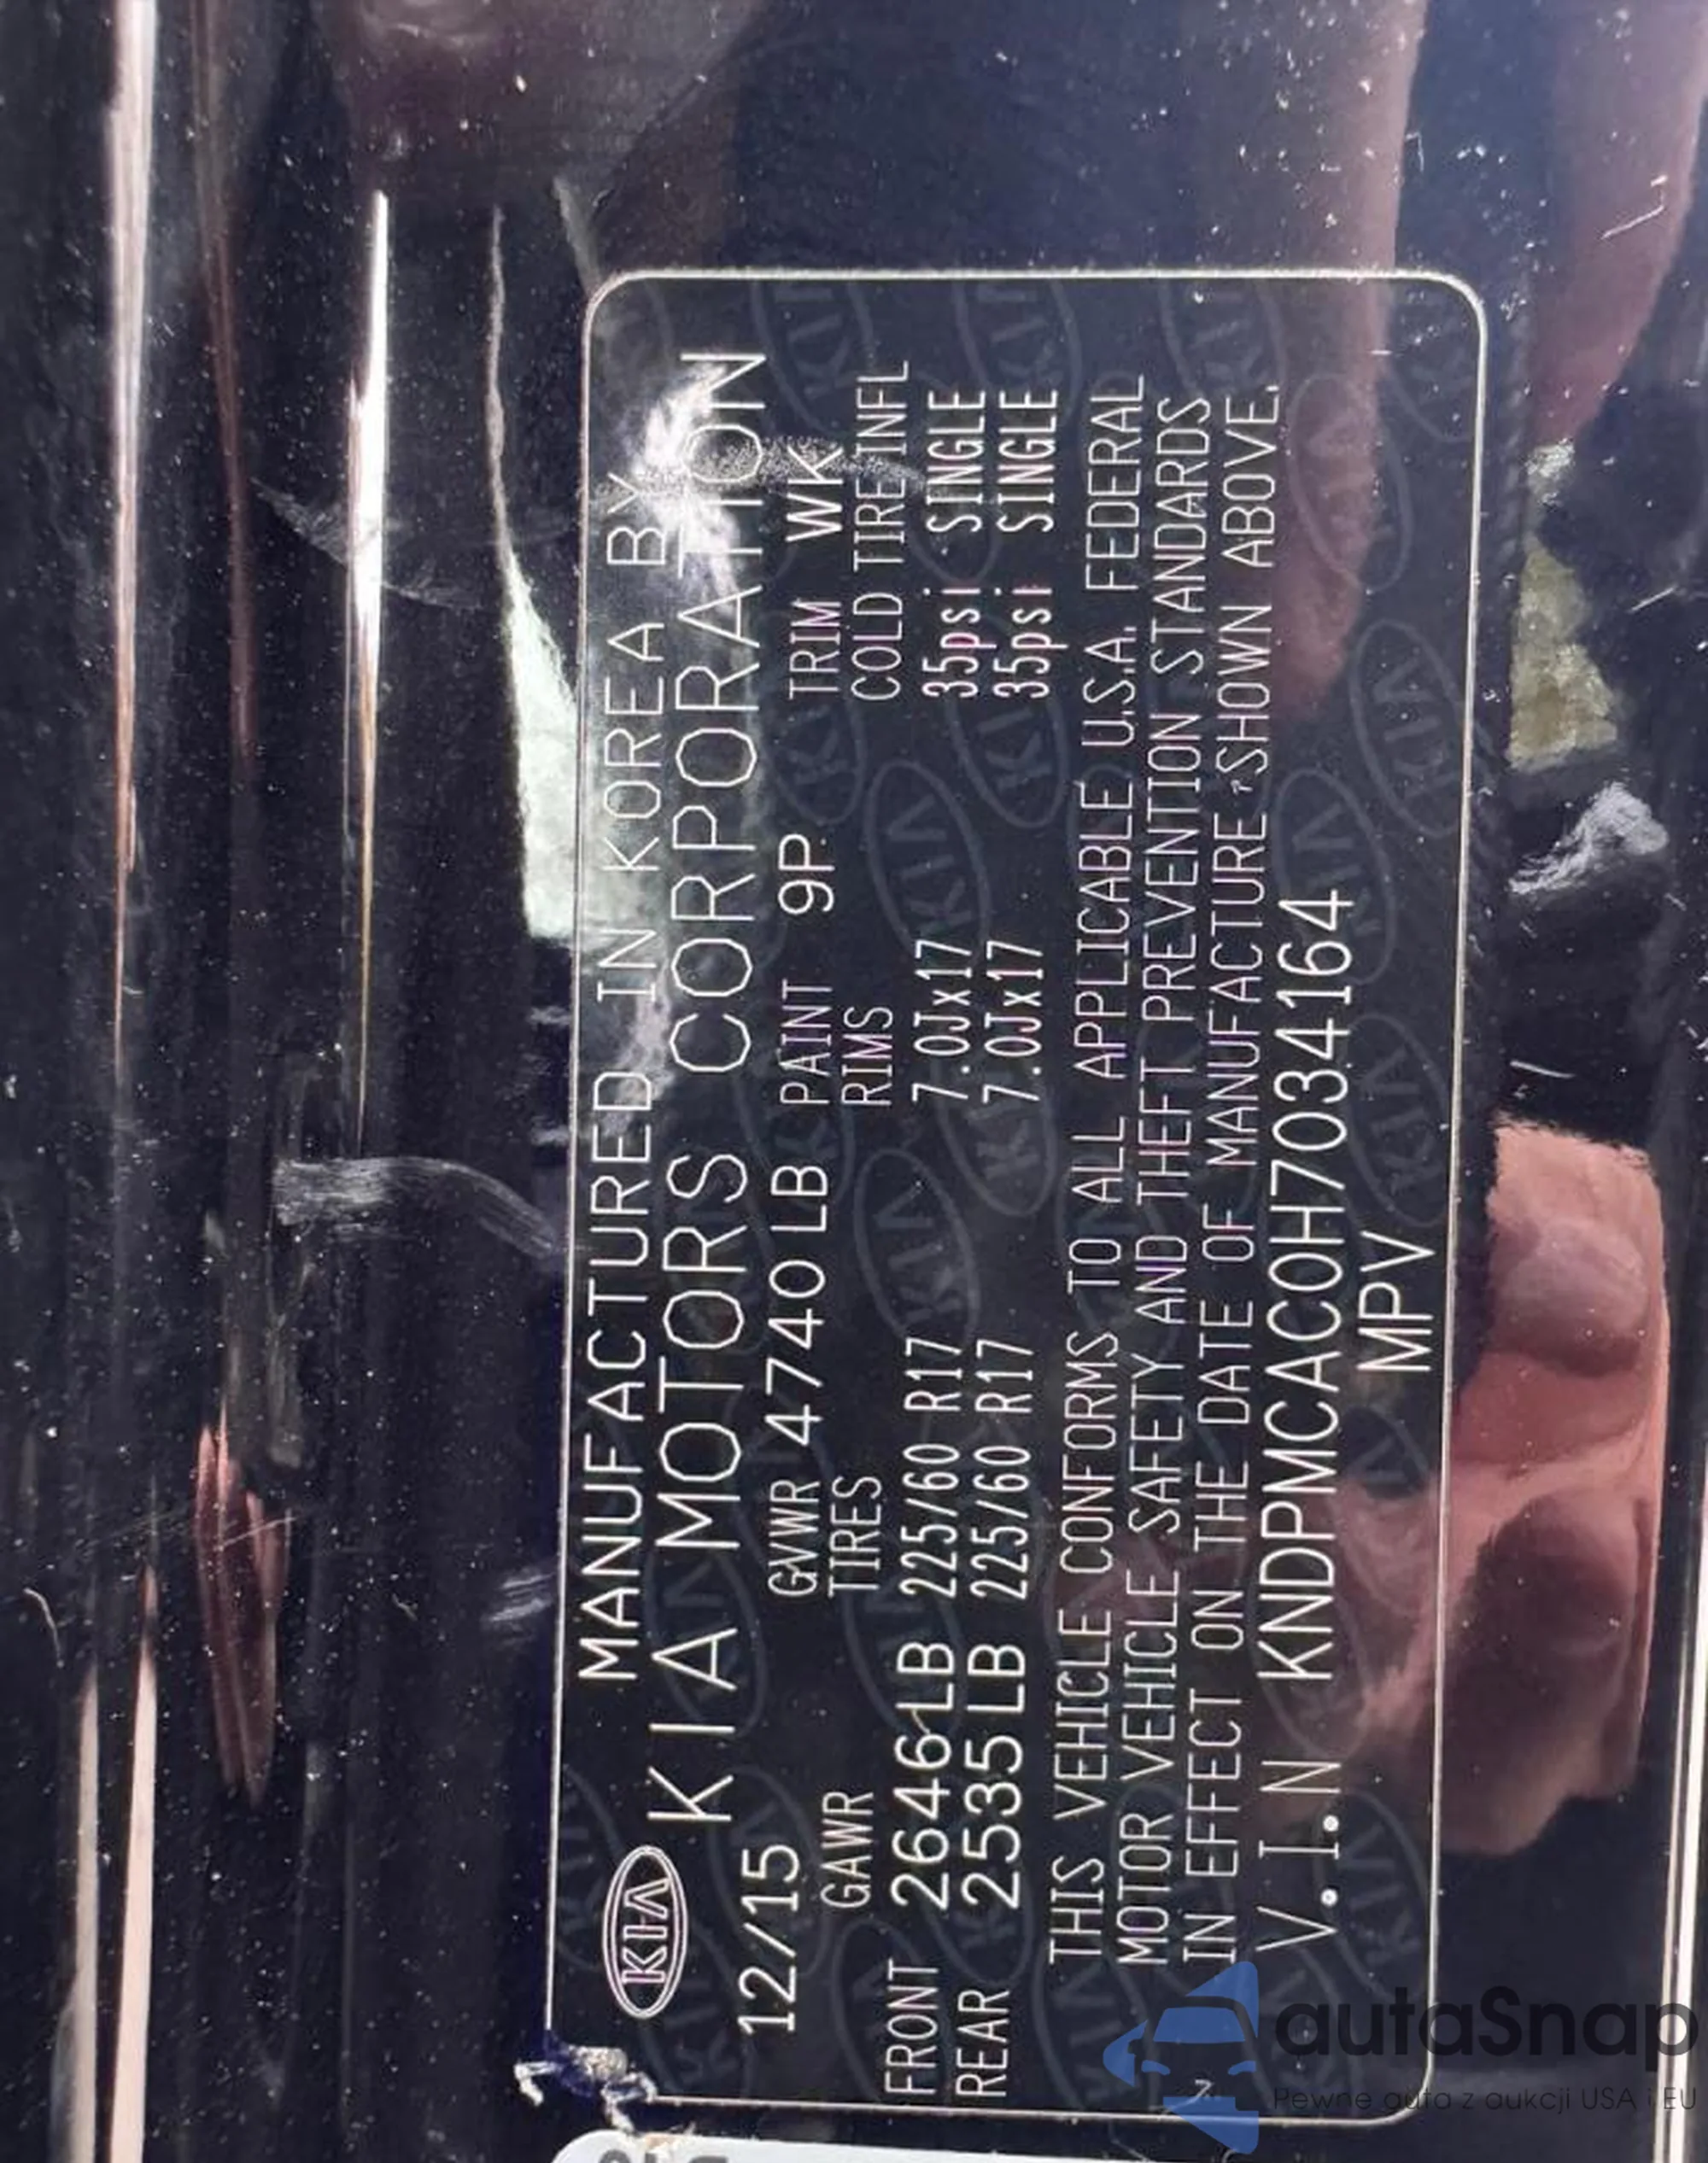 MANUFACTURED IN KOREA BY
KIA KIA MOTORS CORPORATION
12/15 GVWR 4740 LB PAINT 9P TRIM WK
GAWR TIRES RIMS COLD TIRE INFL
FRONT 2646 LB 225/60 R17 7.0Jx17 35psi SINGLE
REAR 2535 LB 225/60 R17 7.0Jx17 35psi SINGLE
THIS VEHICLE CONFORMS TO ALL APPLICABLE U.S.A. FEDERAL
MOTOR VEHICLE SAFETY AND THEFT PREVENTION STANDARDS
IN EFFECT ON THE DATE OF MANUFACTURE SHOWN ABOVE.
V.I.N KNDPMCAC0H7034164
MPV
autaSnap
Pewne auta z aukcji USA i EU